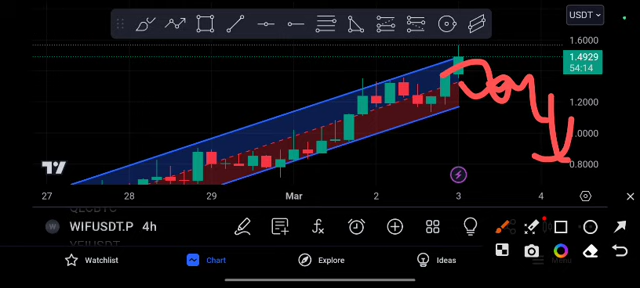 USDT
1.6000
1.4929
54:14
1.2000
1.0000
0.8000
27 28 29 Mar 2 3 4
W WIFUSDT.P 4h
Watchlist Chart Explore Ideas